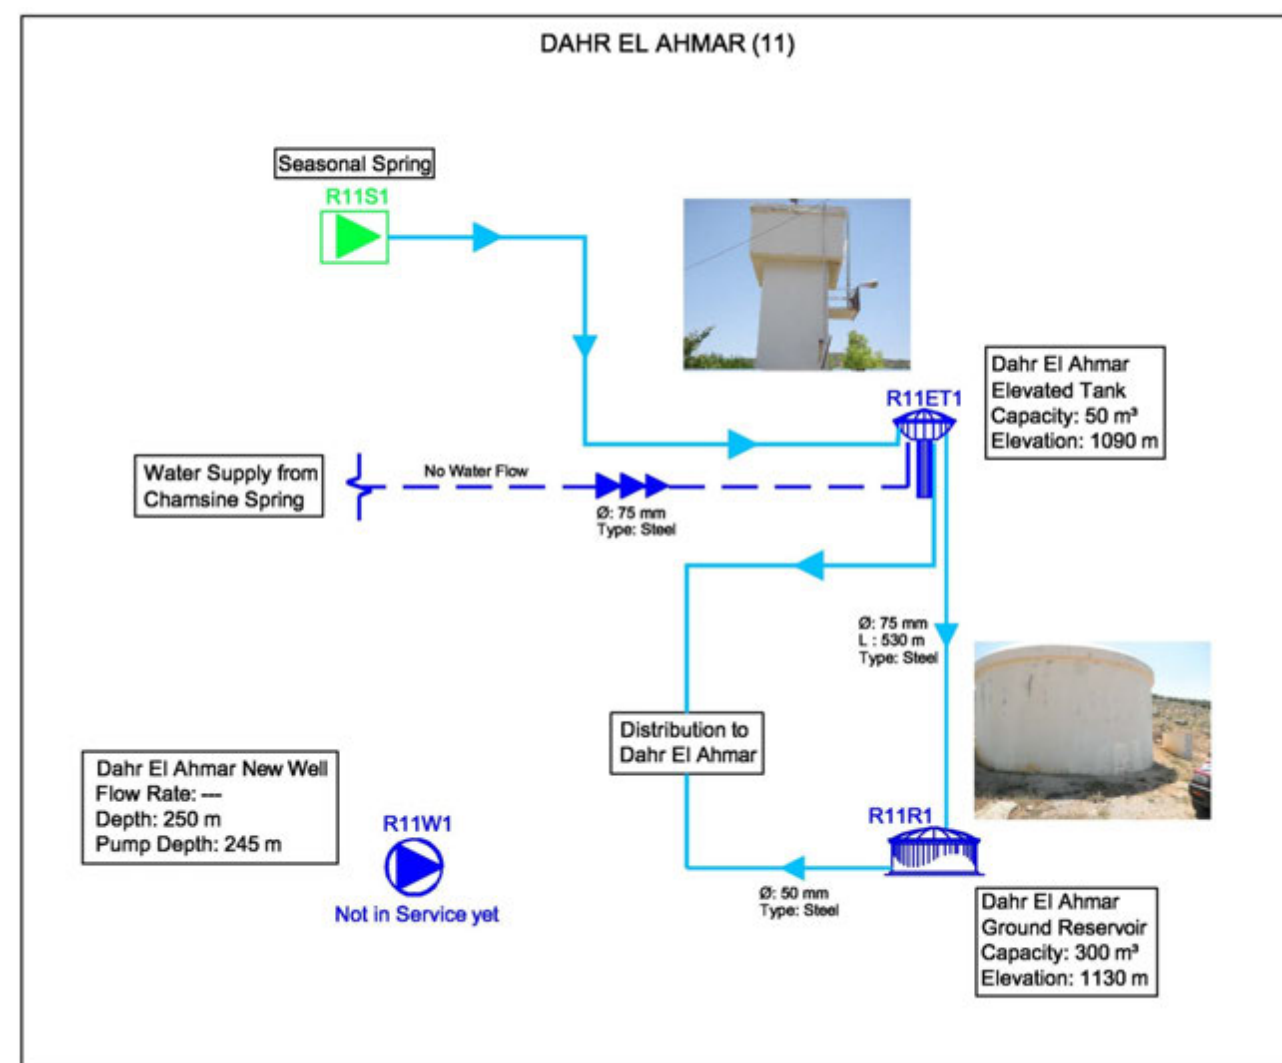 DAHR EL AHMAR (11)
Seasonal Spring
R11S1
R11ET1
Dahr El Ahmar
Elevated Tank
Capacity: 50 m³
Elevation: 1090 m
Water Supply from
Chamsine Spring
No Water Flow
Ø: 75 mm
Type: Steel
Ø: 75 mm
L : 530 m
Type: Steel
Distribution to
Dahr El Ahmar
Dahr El Ahmar New Well
Flow Rate: ---
Depth: 250 m
Pump Depth: 245 m
R11W1
Not in Service yet
R11R1
Ø: 50 mm
Type: Steel
Dahr El Ahmar
Ground Reservoir
Capacity: 300 m³
Elevation: 1130 m